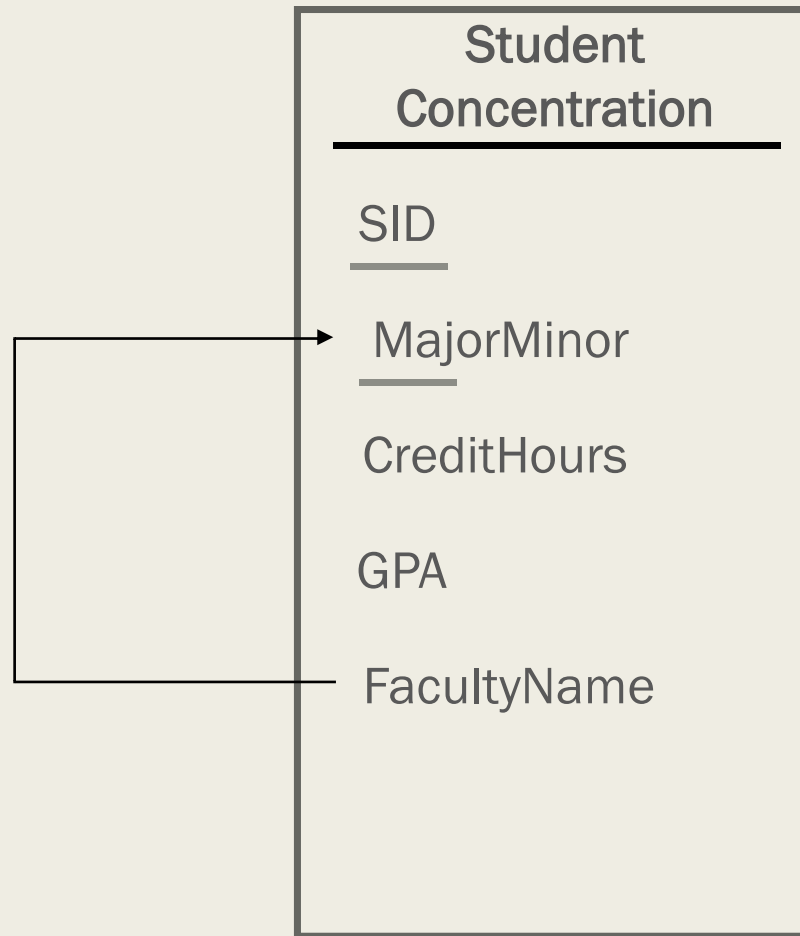 Student
Concentration
SID
MajorMinor
CreditHours
GPA
FacultyName